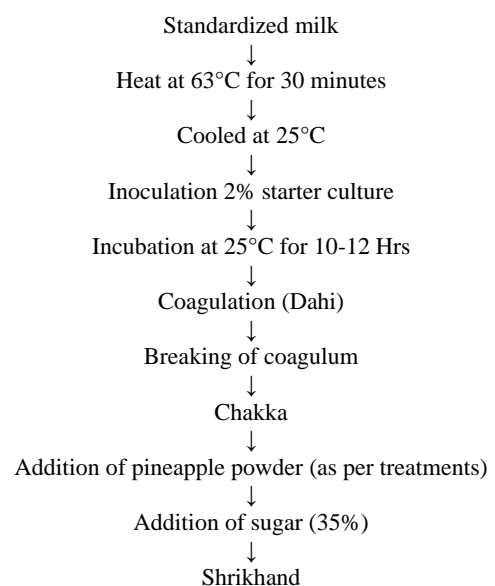 Standardized milk
↓
Heat at 63°C for 30 minutes
↓
Cooled at 25°C
↓
Inoculation 2% starter culture
↓
Incubation at 25°C for 10-12 Hrs
↓
Coagulation (Dahi)
↓
Breaking of coagulum
↓
Chakka
↓
Addition of pineapple powder (as per treatments)
↓
Addition of sugar (35%)
↓
Shrikhand